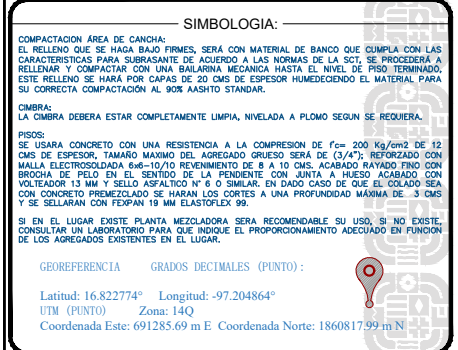 SIMBOLOGIA:
COMPACTACION ÁREA DE CANCHA:
EL RELLENO QUE SE HAGA BAJO FIRMES, SERÁ CON MATERIAL DE BANCO QUE CUMPLA CON LAS
CARACTERISTICAS PARA SUBRASANTE DE ACUERDO A LAS NORMAS DE LA SCT, SE PROCEDERÁ A
RELLENAR Y COMPACTAR CON UNA BAILARINA MECANICA HASTA EL NIVEL DE PISO TERMINADO,
ESTE RELLENO SE HARÁ POR CAPAS DE 20 CMS DE ESPESOR HUMEDECIENDO EL MATERIAL PARA
SU CORRECTA COMPACTACIÓN AL 90% AASHTO STANDAR.
CIMBRA:
LA CIMBRA DEBERA ESTAR COMPLETAMENTE LIMPIA, NIVELADA A PLOMO SEGUN SE REQUIERA.
PISOS:
SE USARA CONCRETO CON UNA RESISTENCIA A LA COMPRESION DE f'c= 200 Kg/cm2 DE 12
CMS DE ESPESOR, TAMAÑO MAXIMO DEL AGREGADO GRUESO SERÁ DE (3/4"); REFORZADO CON
MALLA ELECTROSOLDADA 6x6-10/10 REVENIMIENTO DE 8 A 10 CMS. ACABADO RAYADO FINO CON
BROCHA DE PELO EN EL SENTIDO DE LA PENDIENTE CON JUNTA A HUESO ACABADO CON
VOLTEADOR 13 MM Y SELLO ASFALTICO N° 6 O SIMILAR. EN DADO CASO DE QUE EL COLADO SEA
CON CONCRETO PREMEZCLADO SE HARAN LOS CORTES A UNA PROFUNDIDAD MÁXIMA DE 3 CMS
Y SE SELLARAN CON FEXPAN 19 MM ELASTOFLEX 99.
SI EN EL LUGAR EXISTE PLANTA MEZCLADORA SERA RECOMENDABLE SU USO, SI NO EXISTE,
CONSULTAR UN LABORATORIO PARA QUE INDIQUE EL PROPORCIONAMIENTO ADECUADO EN FUNCION
DE LOS AGREGADOS EXISTENTES EN EL LUGAR.
GEOREFERENCIA GRADOS DECIMALES (PUNTO):
Latitud: 16.822774° Longitud: -97.204864°
UTM (PUNTO) Zona: 14Q
Coordenada Este: 691285.69 m E Coordenada Norte: 1860817.99 m N